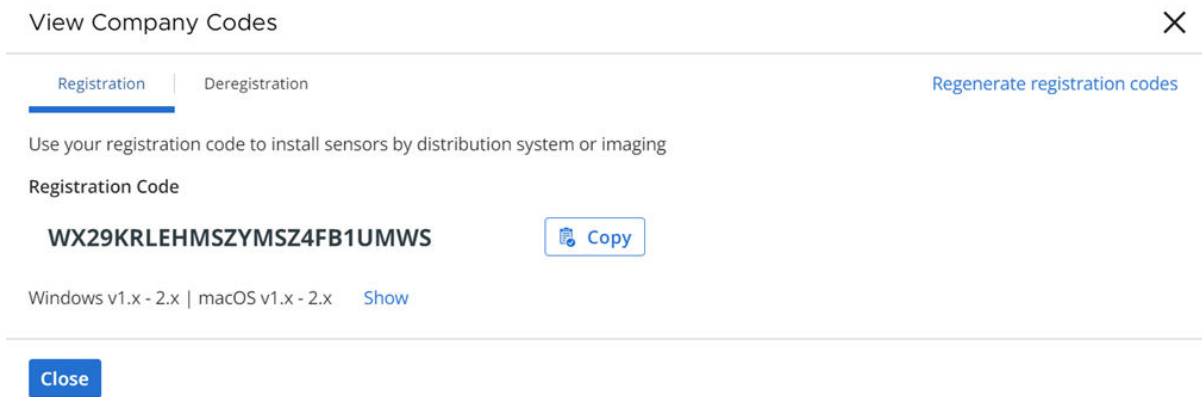 View Company Codes
Registration Deregistration Regenerate registration codes
Use your registration code to install sensors by distribution system or imaging
Registration Code
WX29KRLEHMSZYMSZ4FB1UMWS Copy
Windows v1.x - 2.x | macOS v1.x - 2.x Show
Close